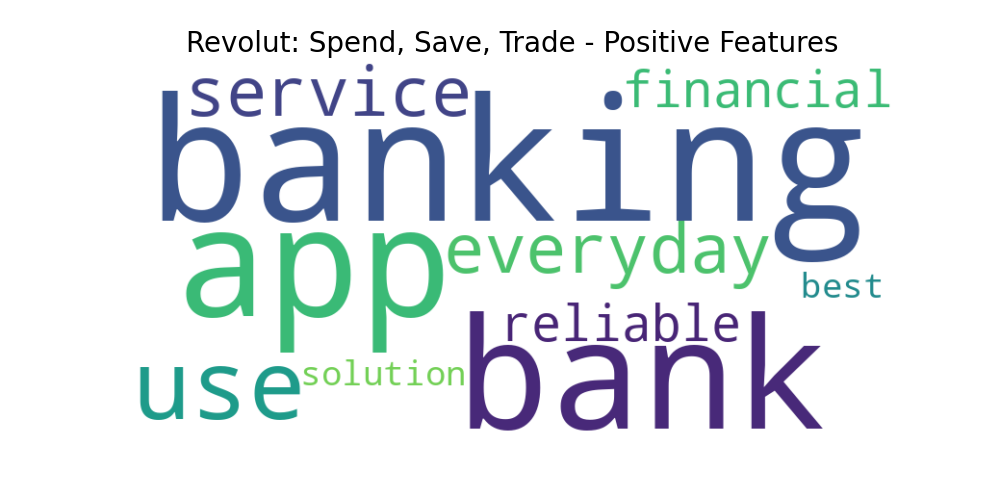 Revolut: Spend, Save, Trade - Positive Features
service
financial
banking
app
everyday
best
reliable
bank
use
solution